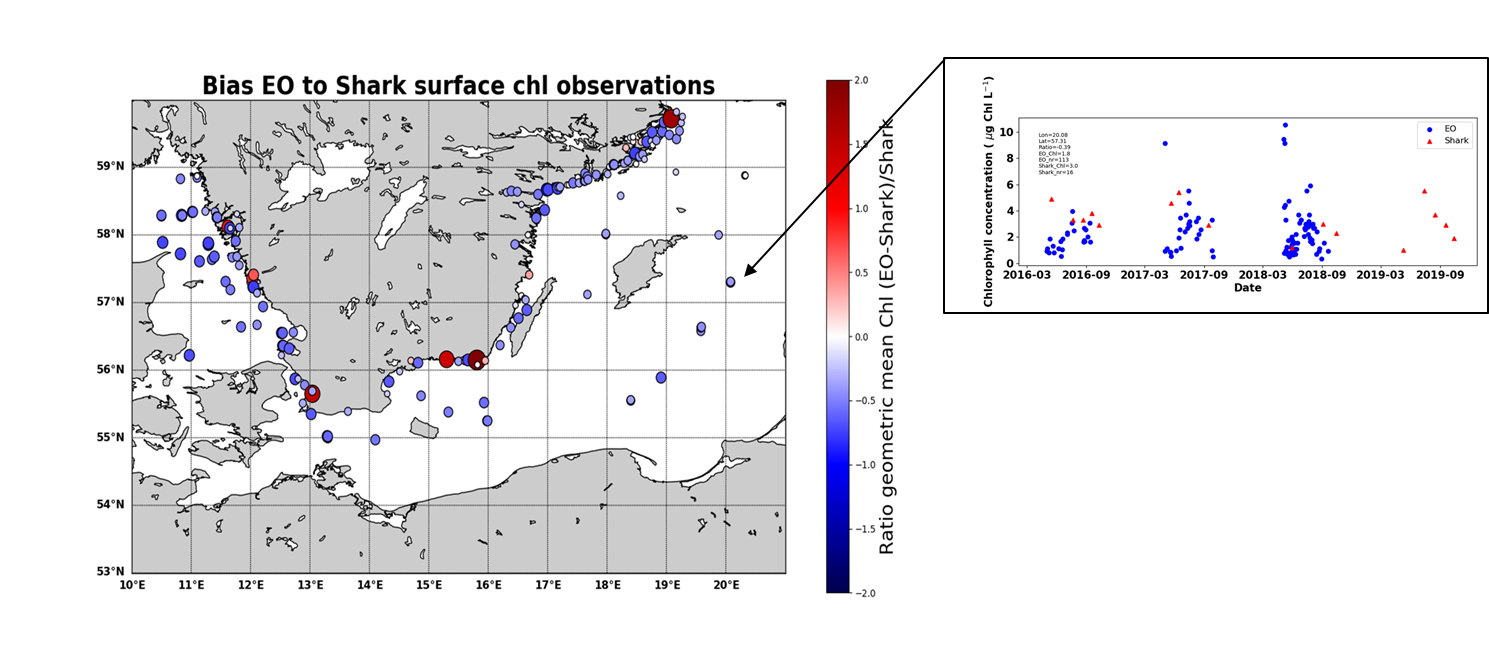 Bias EO to Shark surface chl observations
59°N
58°N
57°N
56°N
55°N
54°N
53°N
10°E 11°E 12°E 13°E 14°E 15°E 16°E 17°E 18°E 19°E 20°E
2.0
1.5
1.0
0.5
0.0
−0.5
−1.0
−1.5
−2.0
Ratio geometric mean Chl (EO-Shark)/Shark
Chlorophyll concentration ( μg Chl L⁻¹)
10
8
6
4
2
0
Lon=20.08
Lat=57.31
Ratio=-0.39
EO_Chl=1.8
EO_nr=113
Shark_Chl=3.0
Shark_nr=16
EO
Shark
2016-03 2016-09 2017-03 2017-09 2018-03 2018-09 2019-03 2019-09
Date